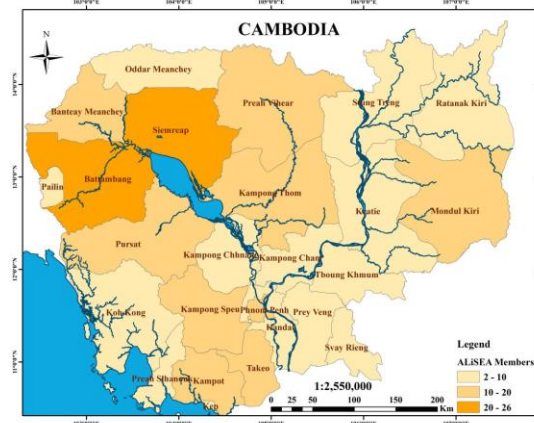 CAMBODIA
N
Oddar Meanchey
Banteay Meanchey
Siemreap
Preah Vihear
Stung Treng
Ratanak Kiri
Battambang
Pailin
Kampong Thom
Kratie
Mondul Kiri
Pursat
Kampong Chhnang
Kampong Cham
Thoung Khmum
Koh Kong
Kampong Speu
Phnom Penh
Kandal
Prey Veng
Svay Rieng
Takeo
Preah Sihanouk
Kampot
Kep
Legend
ALiSEA Members
2 - 10
10 - 20
20 - 26
1:2,550,000
0 25 50 100 150 200
Km